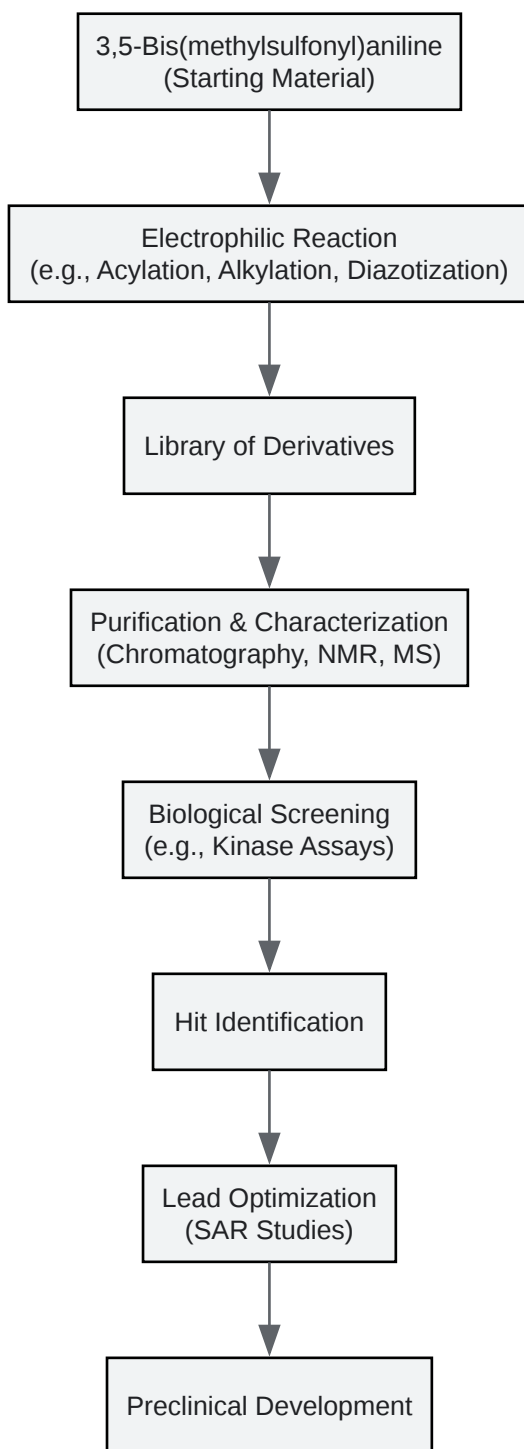 3,5-Bis(methylsulfonyl)aniline
(Starting Material)
Electrophilic Reaction
(e.g., Acylation, Alkylation, Diazotization)
Library of Derivatives
Purification & Characterization
(Chromatography, NMR, MS)
Biological Screening
(e.g., Kinase Assays)
Hit Identification
Lead Optimization
(SAR Studies)
Preclinical Development